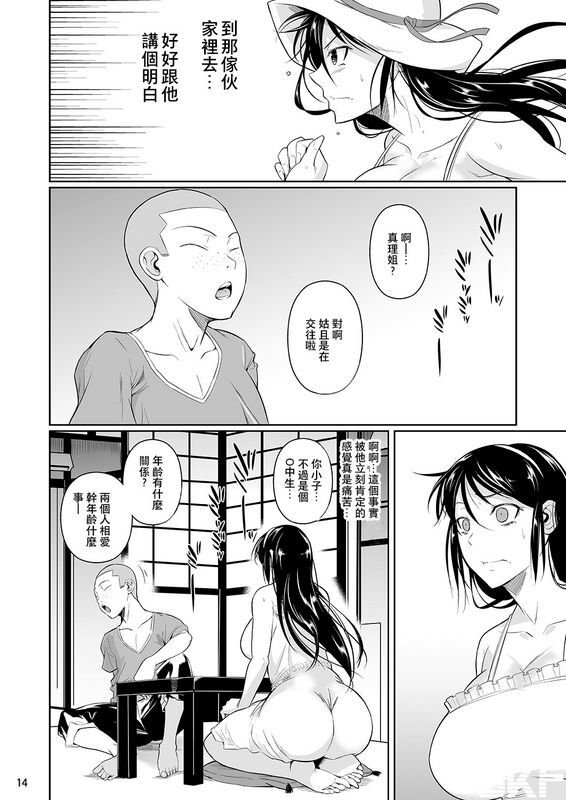 到那傢伙
家裡去…
好好跟他
講個明白
啊—…
真理姐？
對啊
姑且是在
交往啦
啊啊…這個事實
被他立刻肯定的
感覺真是痛苦…
你小子…
不過是個
〇中生…
年齡有什麼
關係？
兩個人相愛
幹年齡什麼
事—
14